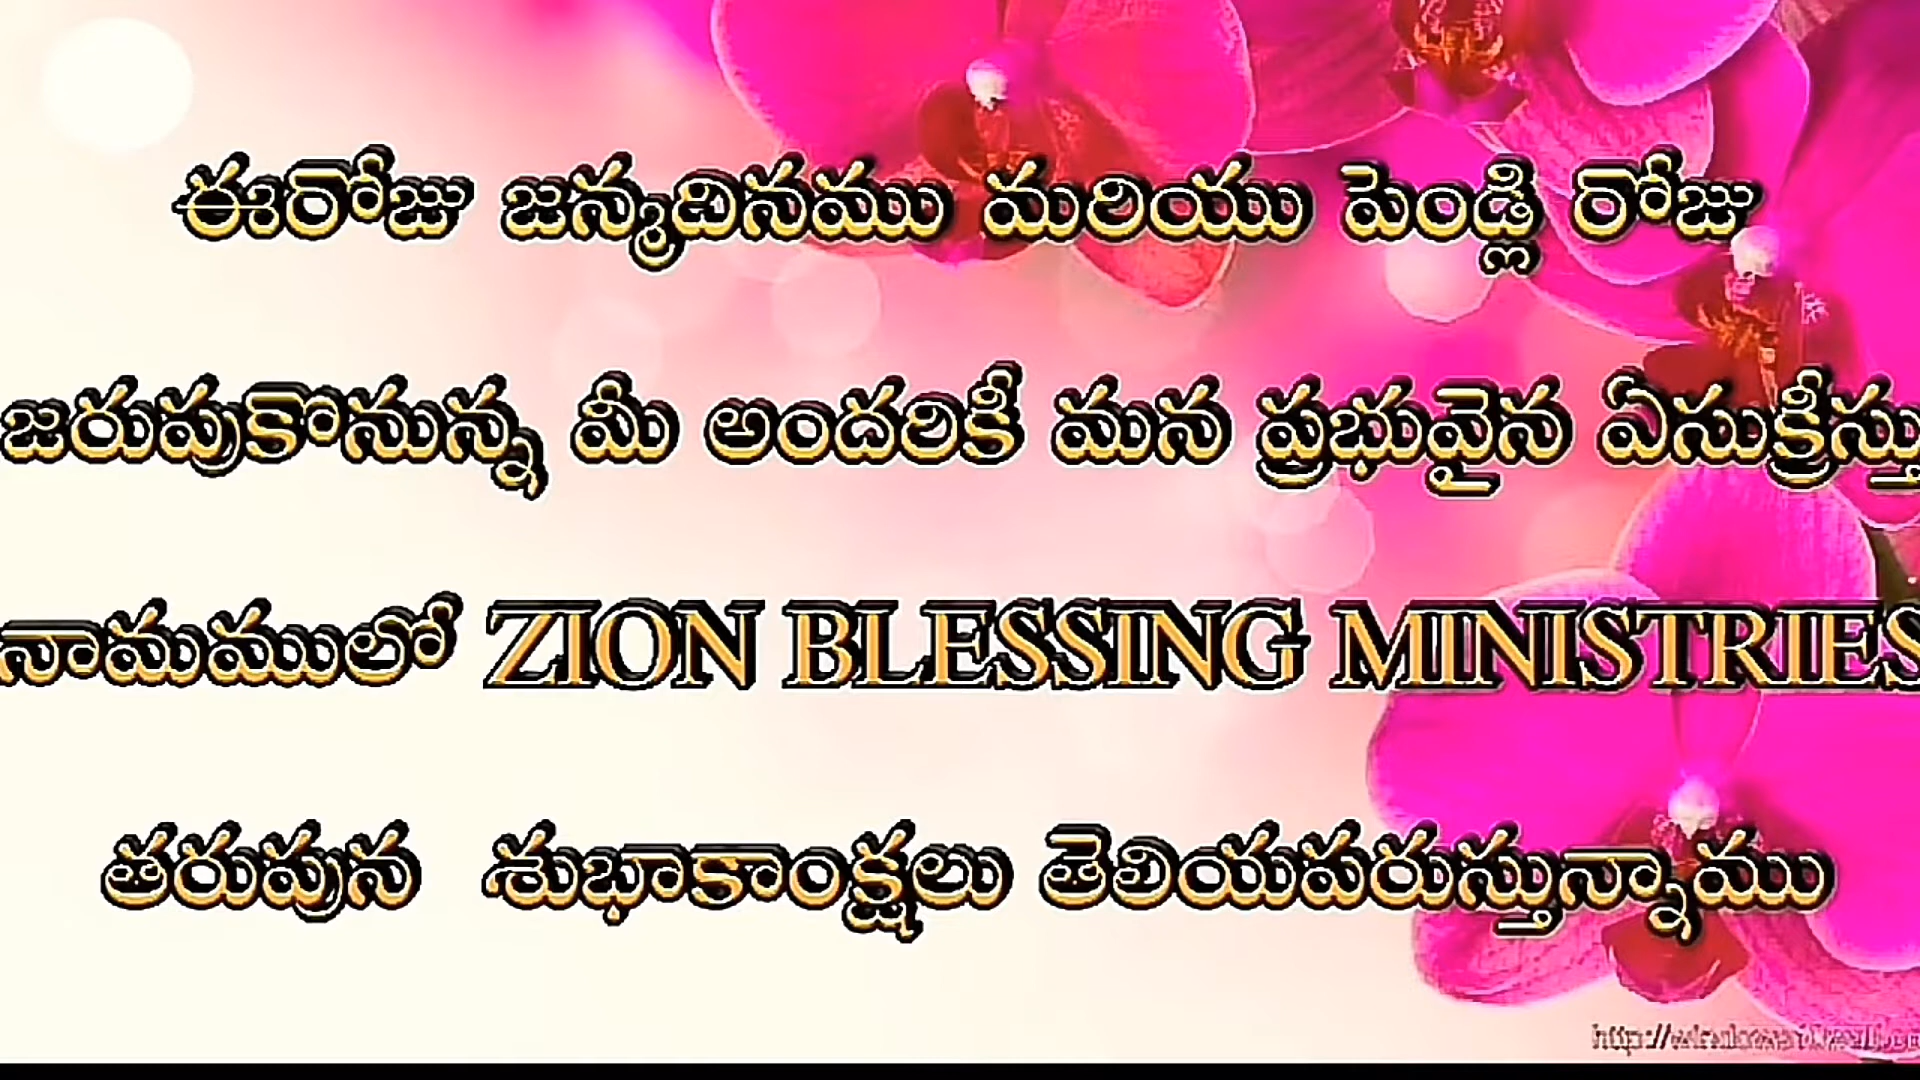 ఈరోజు జన్మదినము మరియు పెండ్లి రోజు
జరుపుకొనున్న మీ అందరికీ మన ప్రభువైన ఏసుక్రీస్తు
నామములో ZION BLESSING MINISTRIES
తరుపున శుభాకాంక్షలు తెలియపరుస్తున్నాము